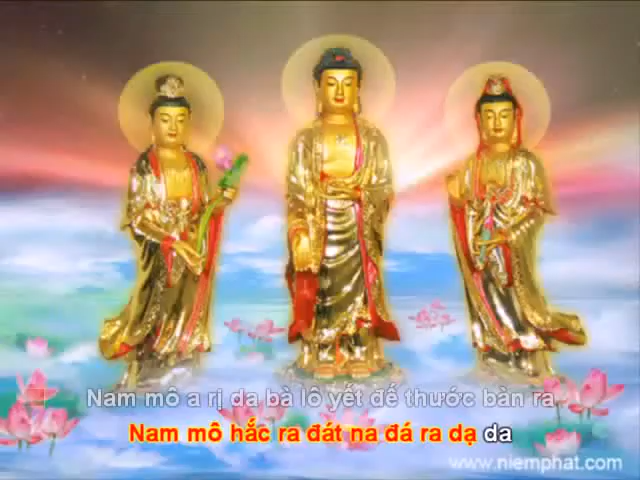 Nam mô a rị da bà lô yết đế thước bàn ra
Nam mô hắc ra đát na đá ra dạ da
www.niemphat.com